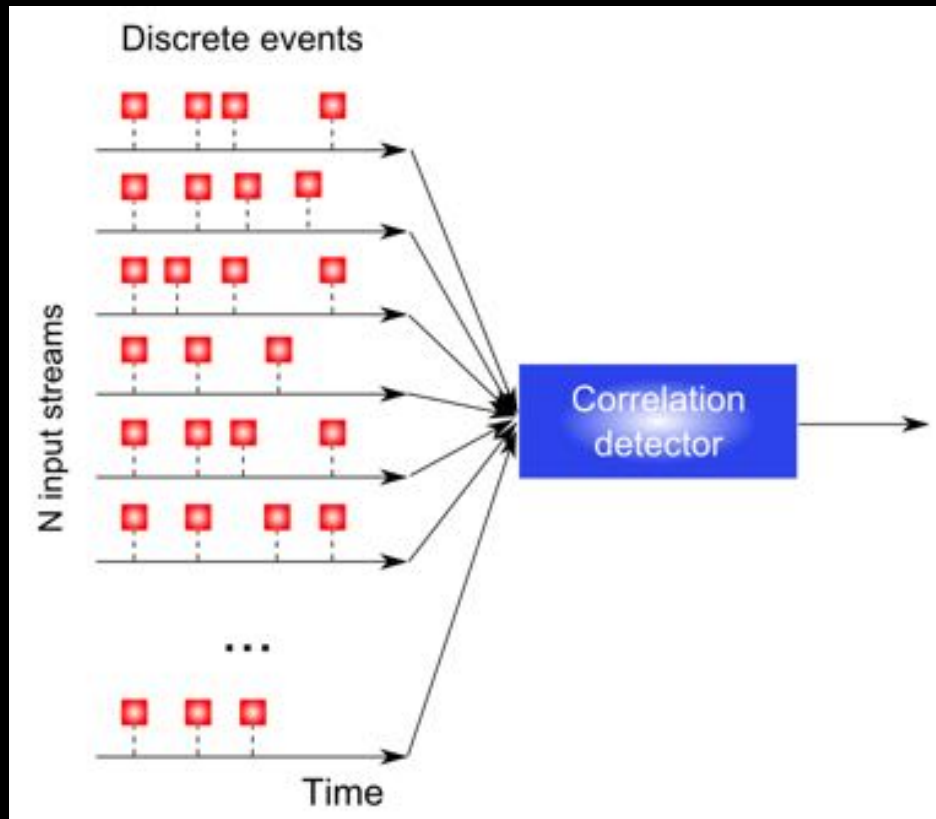 Discrete events
N input streams
Correlation
detector
...
Time